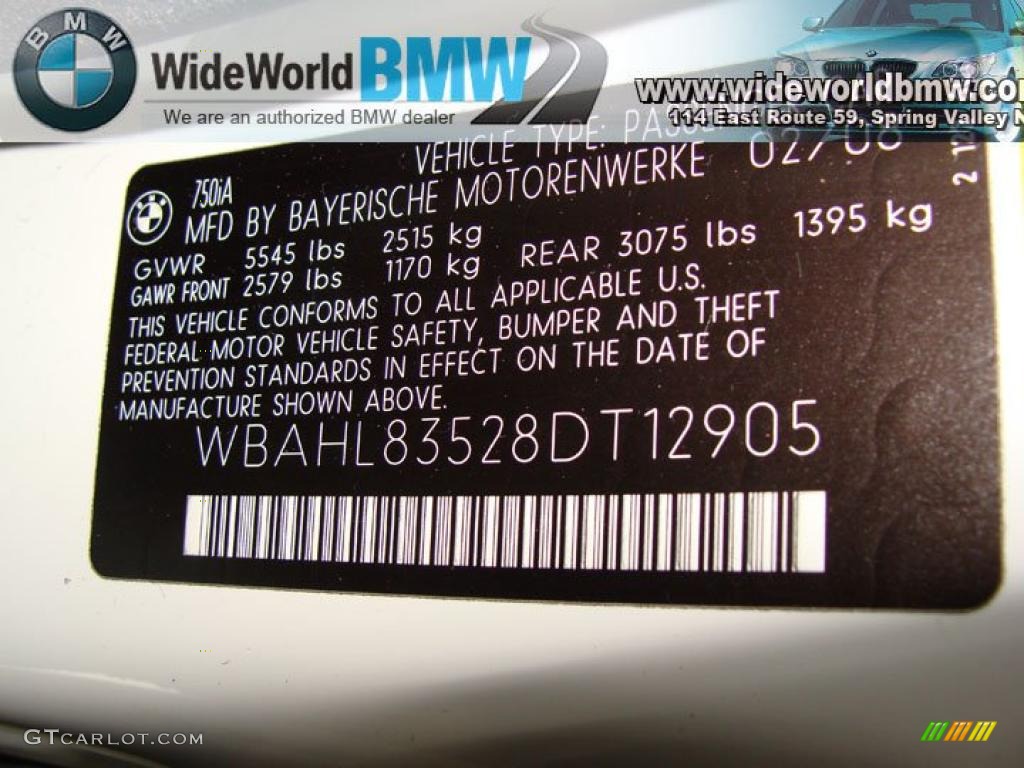 BMW
WideWorldBMW
We are an authorized BMW dealer
www.wideworldbmw.com
114 East Route 59, Spring Valley N
VEHICLE TYPE:
750iA
MFD BY BAYERISCHE MOTORENWERKE
GVWR 5545 lbs 2515 kg
GAWR FRONT 2579 lbs 1170 kg REAR 3075 lbs 1395 kg
THIS VEHICLE CONFORMS TO ALL APPLICABLE U.S.
FEDERAL MOTOR VEHICLE SAFETY, BUMPER AND THEFT
PREVENTION STANDARDS IN EFFECT ON THE DATE OF
MANUFACTURE SHOWN ABOVE.
WBAHL83528DT12905
GTCARLOT.COM